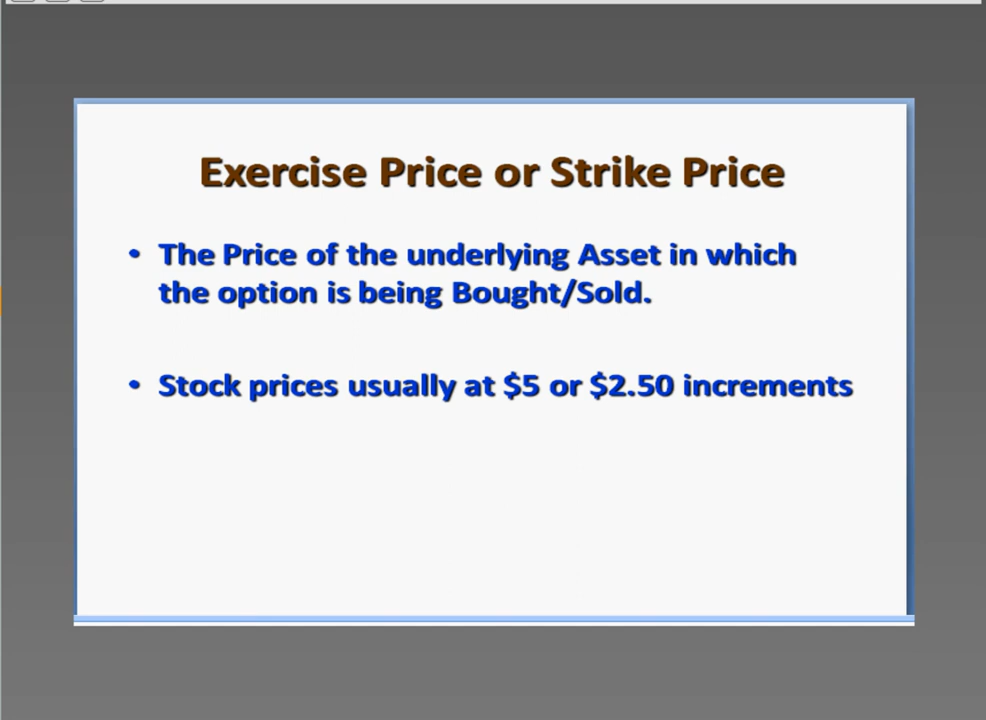 Exercise Price or Strike Price
• The Price of the underlying Asset in which
the option is being Bought/Sold.
• Stock prices usually at $5 or $2.50 increments